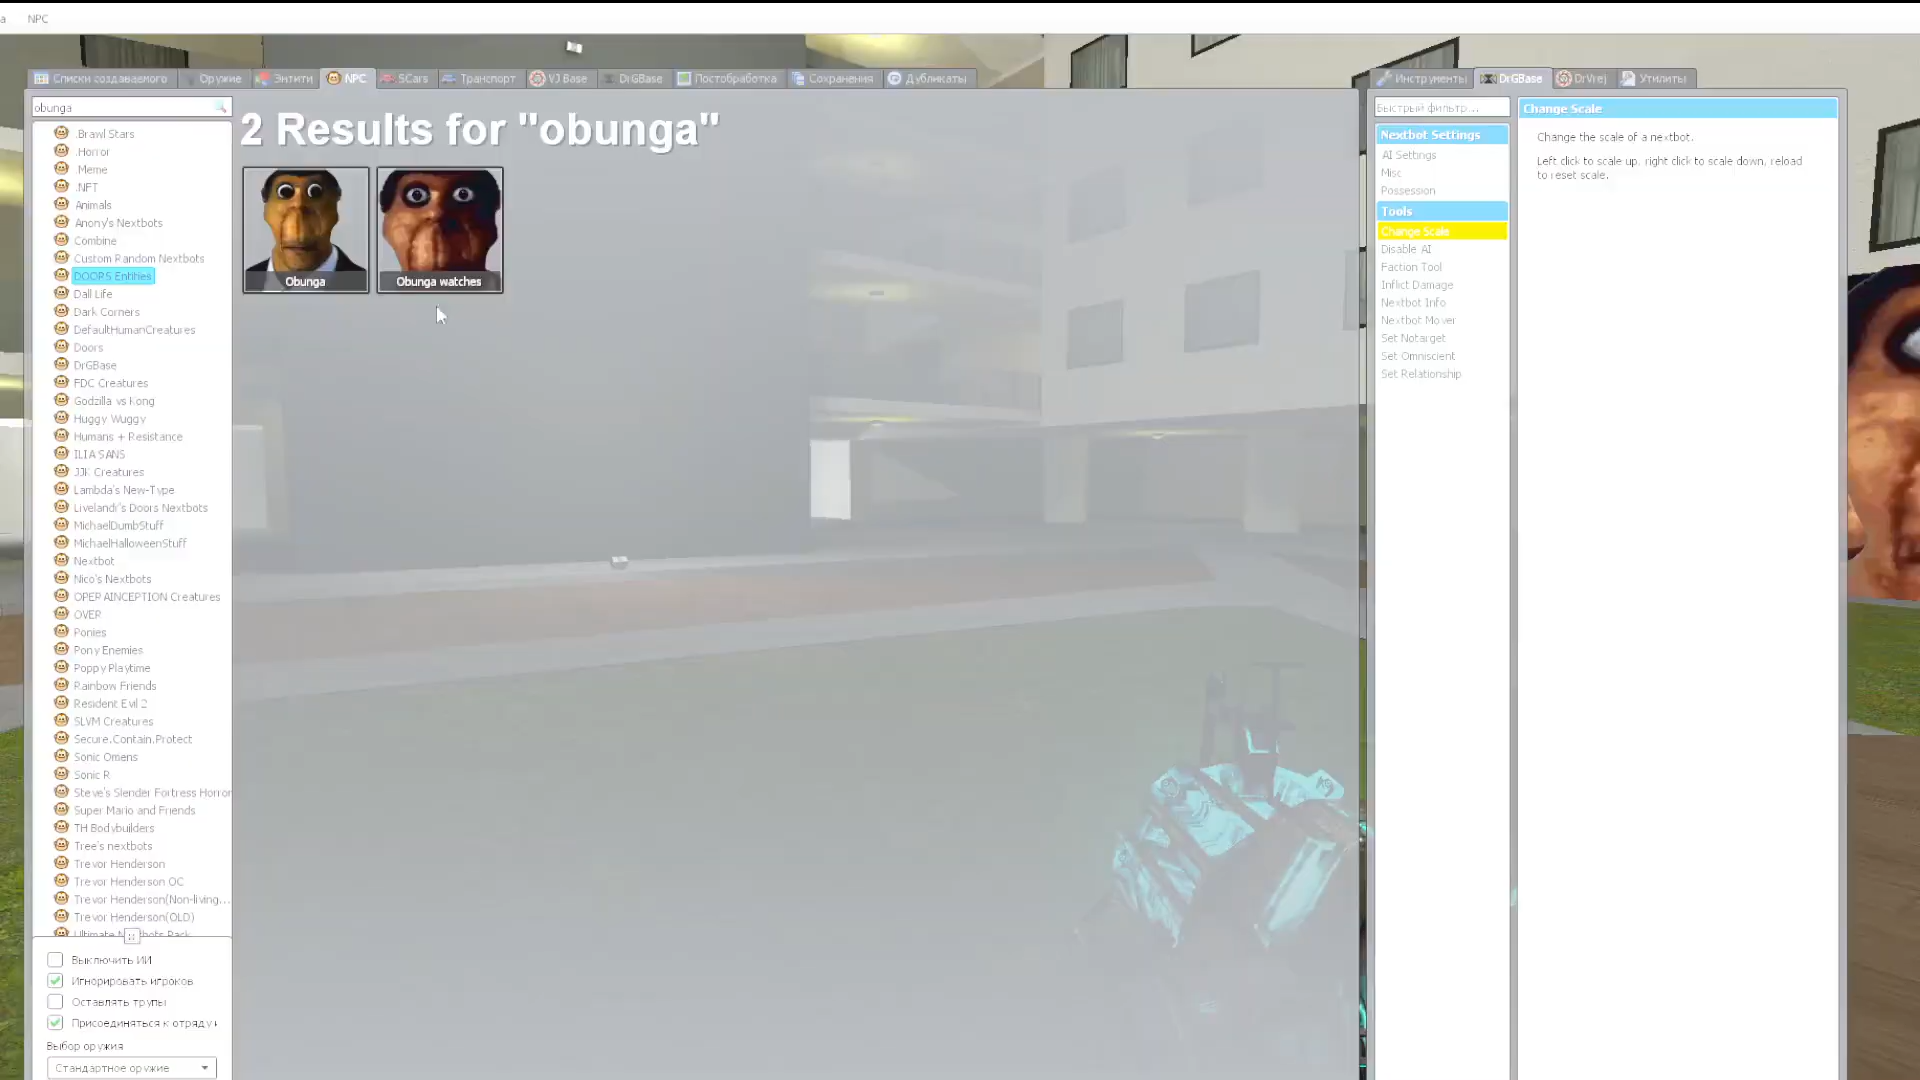 NPC
Списки создаваемого
Оружие
Энтити
NPC
SCars
Транспорт
VJ Base
DrGBase
Постобработка
Сохранения
Дубликаты
Инструменты
DrGBase
DrVrej
Утилиты
obunga
2 Results for "obunga"
Obunga
Obunga watches
.Brawl Stars
.Horror
.Meme
.NFT
Animals
Anony's Nextbots
Combine
Custom Random Nextbots
DOORS Entities
Dall Life
Dark Corners
DefaultHumanCreatures
Doors
DrGBase
FDC Creatures
Godzilla vs Kong
Huggy Wuggy
Humans + Resistance
ILIA SANS
JJK Creatures
Lambda's New-Type
Livelandr's Doors Nextbots
MichaelDumbStuff
MichaelHalloweenStuff
Nextbot
Nico's Nextbots
OPERAINCEPTION Creatures
OVER
Ponies
Pony Enemies
Poppy Playtime
Rainbow Friends
Resident Evil 2
SLVM Creatures
Secure.Contain.Protect
Sonic Omens
Sonic R
Steve's Slender Fortress Horror
Super Mario and Friends
TH Bodybuilders
Tree's nextbots
Trevor Henderson
Trevor Henderson OC
Trevor Henderson(Non-living...
Trevor Henderson(OLD)
Выключить ИИ
Игнорировать игроков
Оставлять трупы
Присоединяться к отряду
Выбор оружия
Стандартное оружие
Быстрый фильтр...
Nextbot Settings
AI Settings
Misc
Possession
Tools
Change Scale
Disable AI
Faction Tool
Inflict Damage
Nextbot Info
Nextbot Mover
Set Notarget
Set Omniscient
Set Relationship
Change Scale
Change the scale of a nextbot.
Left click to scale up, right click to scale down, reload
to reset scale.